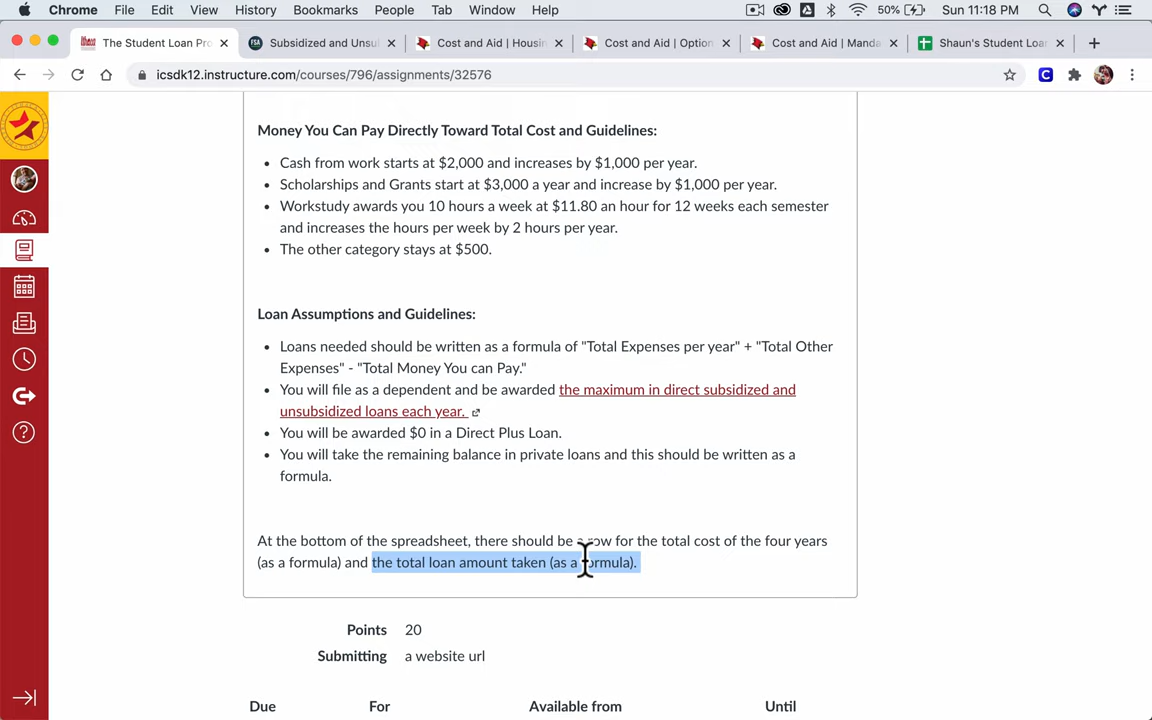 Chrome File Edit View History Bookmarks People Tab Window Help 50% Sun 11:18 PM
The Student Loan Pro Subsidized and Unsu Cost and Aid | Housin Cost and Aid | Option Cost and Aid | Manda Shaun's Student Loa
icsdk12.instructure.com/courses/796/assignments/32576
Money You Can Pay Directly Toward Total Cost and Guidelines:
• Cash from work starts at $2,000 and increases by $1,000 per year.
• Scholarships and Grants start at $3,000 a year and increase by $1,000 per year.
• Workstudy awards you 10 hours a week at $11.80 an hour for 12 weeks each semester
and increases the hours per week by 2 hours per year.
• The other category stays at $500.
Loan Assumptions and Guidelines:
• Loans needed should be written as a formula of "Total Expenses per year" + "Total Other
Expenses" - "Total Money You can Pay."
• You will file as a dependent and be awarded the maximum in direct subsidized and
unsubsidized loans each year.
• You will be awarded $0 in a Direct Plus Loan.
• You will take the remaining balance in private loans and this should be written as a
formula.
At the bottom of the spreadsheet, there should be a row for the total cost of the four years
(as a formula) and the total loan amount taken (as a formula).
Points 20
Submitting a website url
Due For Available from Until